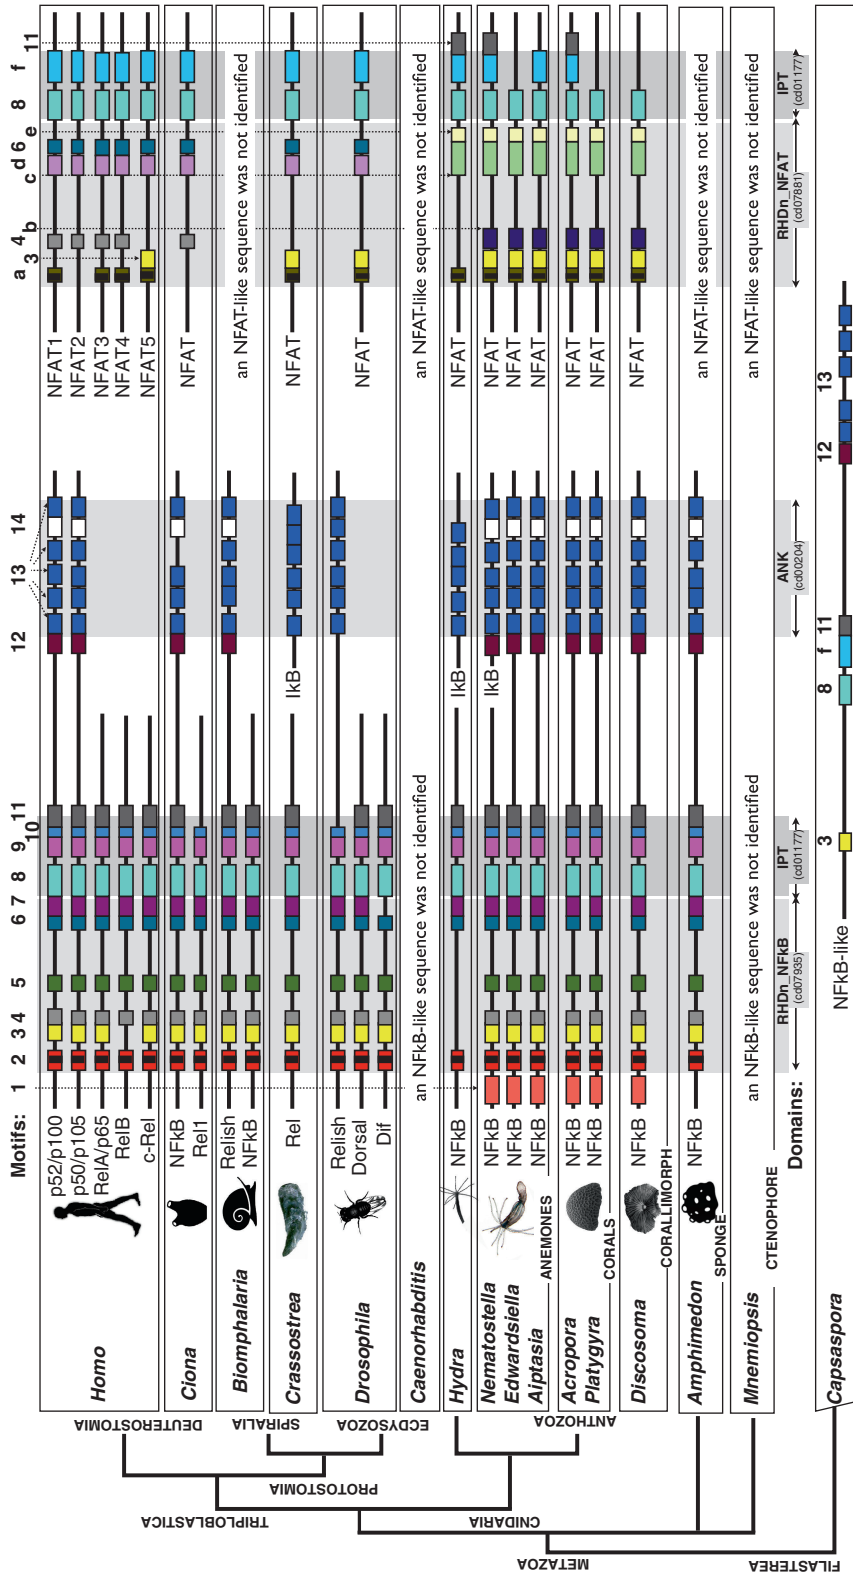 Motifs: 1 2 3 4 5 6 7 8 9 10 11 12 13 14 a 3 4 b c d 6 e 8 f 11
DEUTEROSTOMIA
Homo
p52/p100
p50/p105
RelA/p65
RelB
c-Rel
NFAT1
NFAT2
NFAT3
NFAT4
NFAT5
Ciona
NFkB
Rel1
NFAT
SPIRALIA
Biomphalaria
Relish
NFkB
an NFAT-like sequence was not identified
Crassostrea
Rel
IkB
NFAT
ECDYSOZOA
Drosophila
Relish
Dorsal
Dif
NFAT
Caenorhabditis
an NFkB-like sequence was not identified
an NFAT-like sequence was not identified
PROTOSTOMIA
TRIPLOBLASTICA
Hydra
NFkB
IkB
NFAT
CNIDARIA
ANTHOZOA
Nematostella
NFkB
IkB
NFAT
Edwardsiella
NFkB
NFAT
Aiptasia
NFkB
NFAT
ANEMONES
Acropora
NFkB
NFAT
Platygyra
NFkB
NFAT
CORALS
Discosoma
NFkB
NFAT
CORALLIMORPH
Amphimedon
NFkB
an NFAT-like sequence was not identified
SPONGE
Mnemiopsis
an NFkB-like sequence was not identified
an NFAT-like sequence was not identified
CTENOPHORE
METAZOA
Domains:
RHDn_NFkB
(cd07935)
IPT
(cd01177)
ANK
(cd00204)
RHDn_NFAT
(cd07881)
IPT
(cd01177)
FILASTEREA
Capsaspora
NFkB-like
3 8 f 11 12 13